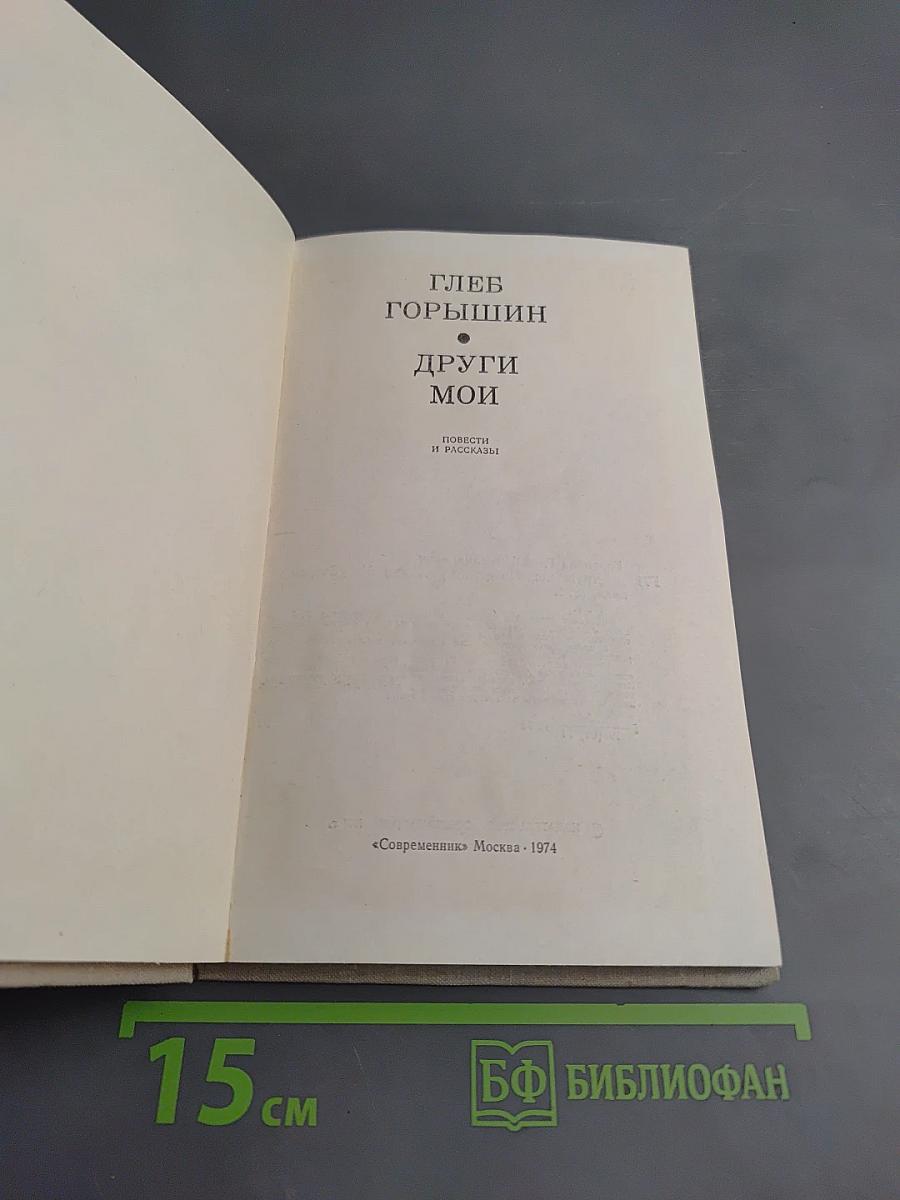 ГЛЕБ
ГОРЫШИН
•
ДРУГИ
МОИ
ПОВЕСТИ
И РАССКАЗЫ
«Современник» Москва · 1974
15 см
БФ БИБЛИОФАН